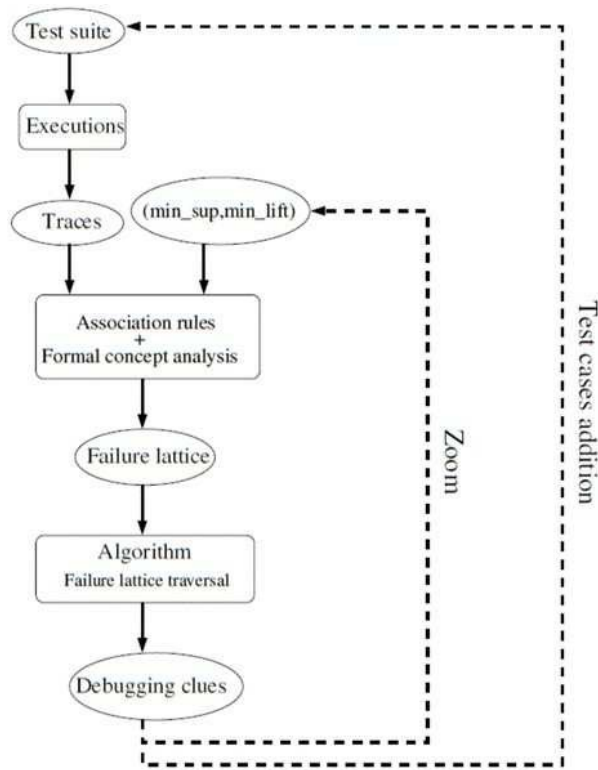 Test suite
Executions
Traces
(min_sup,min_lift)
Association rules
+
Formal concept analysis
Failure lattice
Algorithm
Failure lattice traversal
Debugging clues
Zoom
Test cases addition